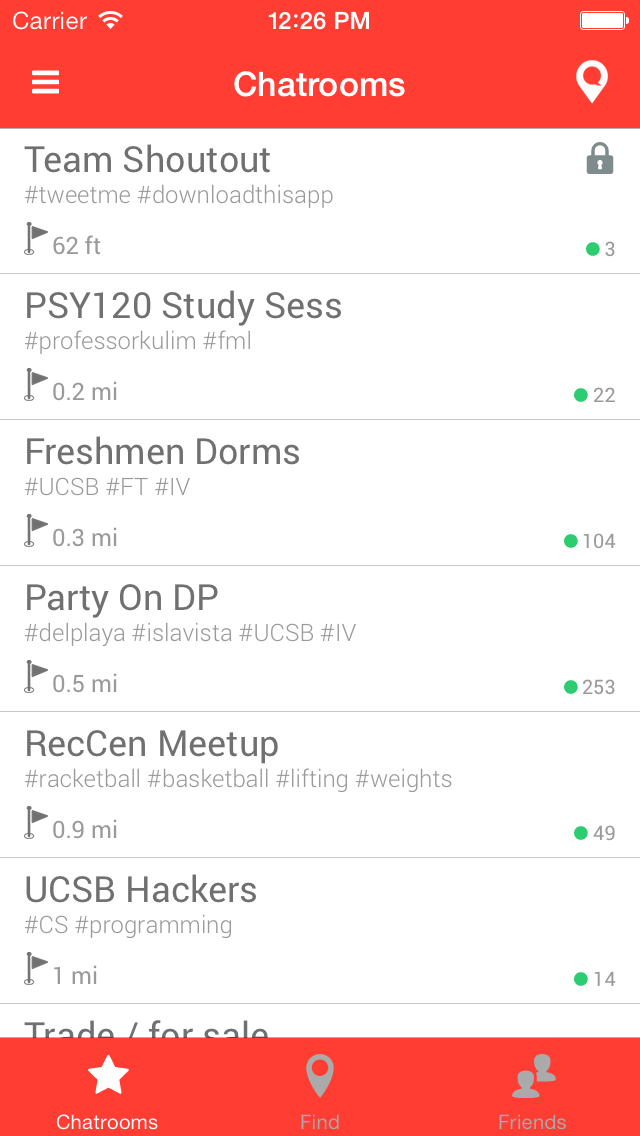 Carrier 12:26 PM
Chatrooms
Team Shoutout
#tweetme #downloadthisapp
62 ft 3
PSY120 Study Sess
#professorkulim #fml
0.2 mi 22
Freshmen Dorms
#UCSB #FT #IV
0.3 mi 104
Party On DP
#delplaya #islavista #UCSB #IV
0.5 mi 253
RecCen Meetup
#racketball #basketball #lifting #weights
0.9 mi 49
UCSB Hackers
#CS #programming
1 mi 14
Trade / for sale
Chatrooms Find Friends